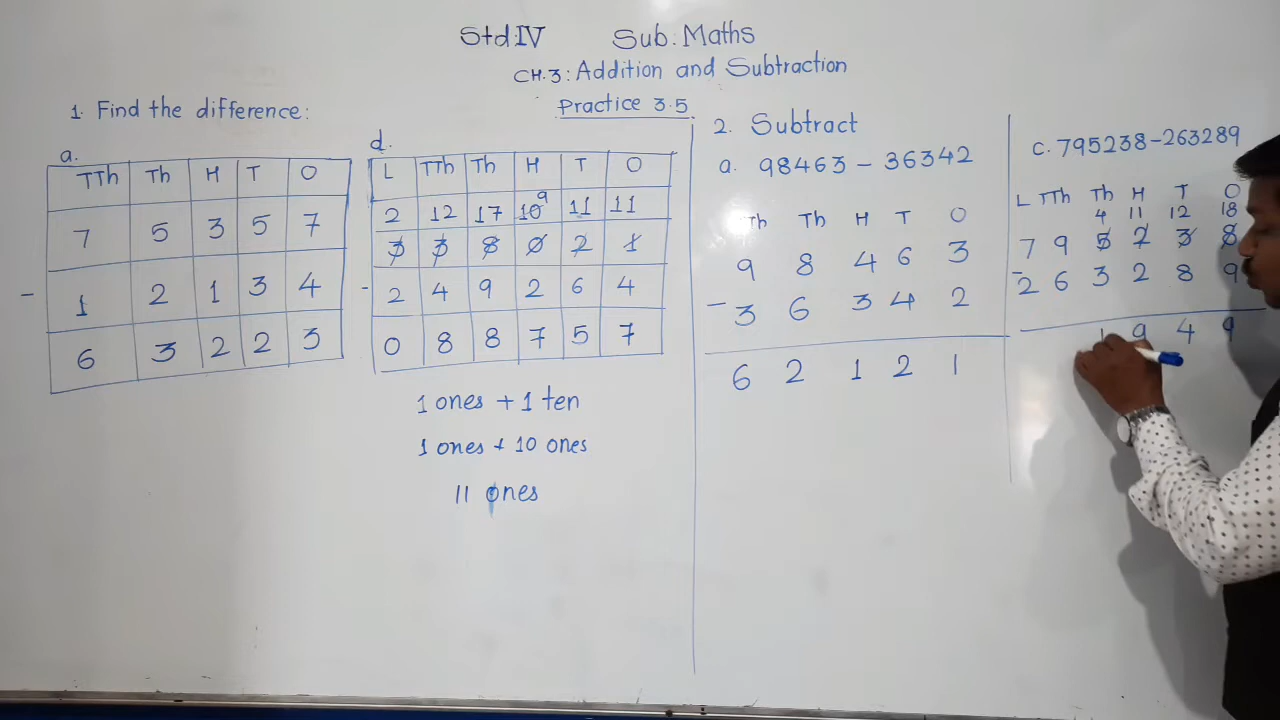 Std IV Sub: Maths
CH.3: Addition and Subtraction
Practice 3.5
1. Find the difference:
a.
TTh Th H T O
7 5 3 5 7
- 1 2 1 3 4
6 3 2 2 3
d.
L TTh Th H T O
9
2 12 17 10 11 11
3 3 8 0 2 1
- 2 4 9 2 6 4
0 8 8 7 5 7
1 ones + 1 ten
1 ones + 10 ones
11 ones
2. Subtract
a. 98463 - 36342
Th Th H T O
9 8 4 6 3
- 3 6 3 4 2
6 2 1 2 1
C. 795238-263289
L TTh Th H T O
4 11 12 18
7 9 5 2 3 8
- 2 6 3 2 8 9
1 9 4 9